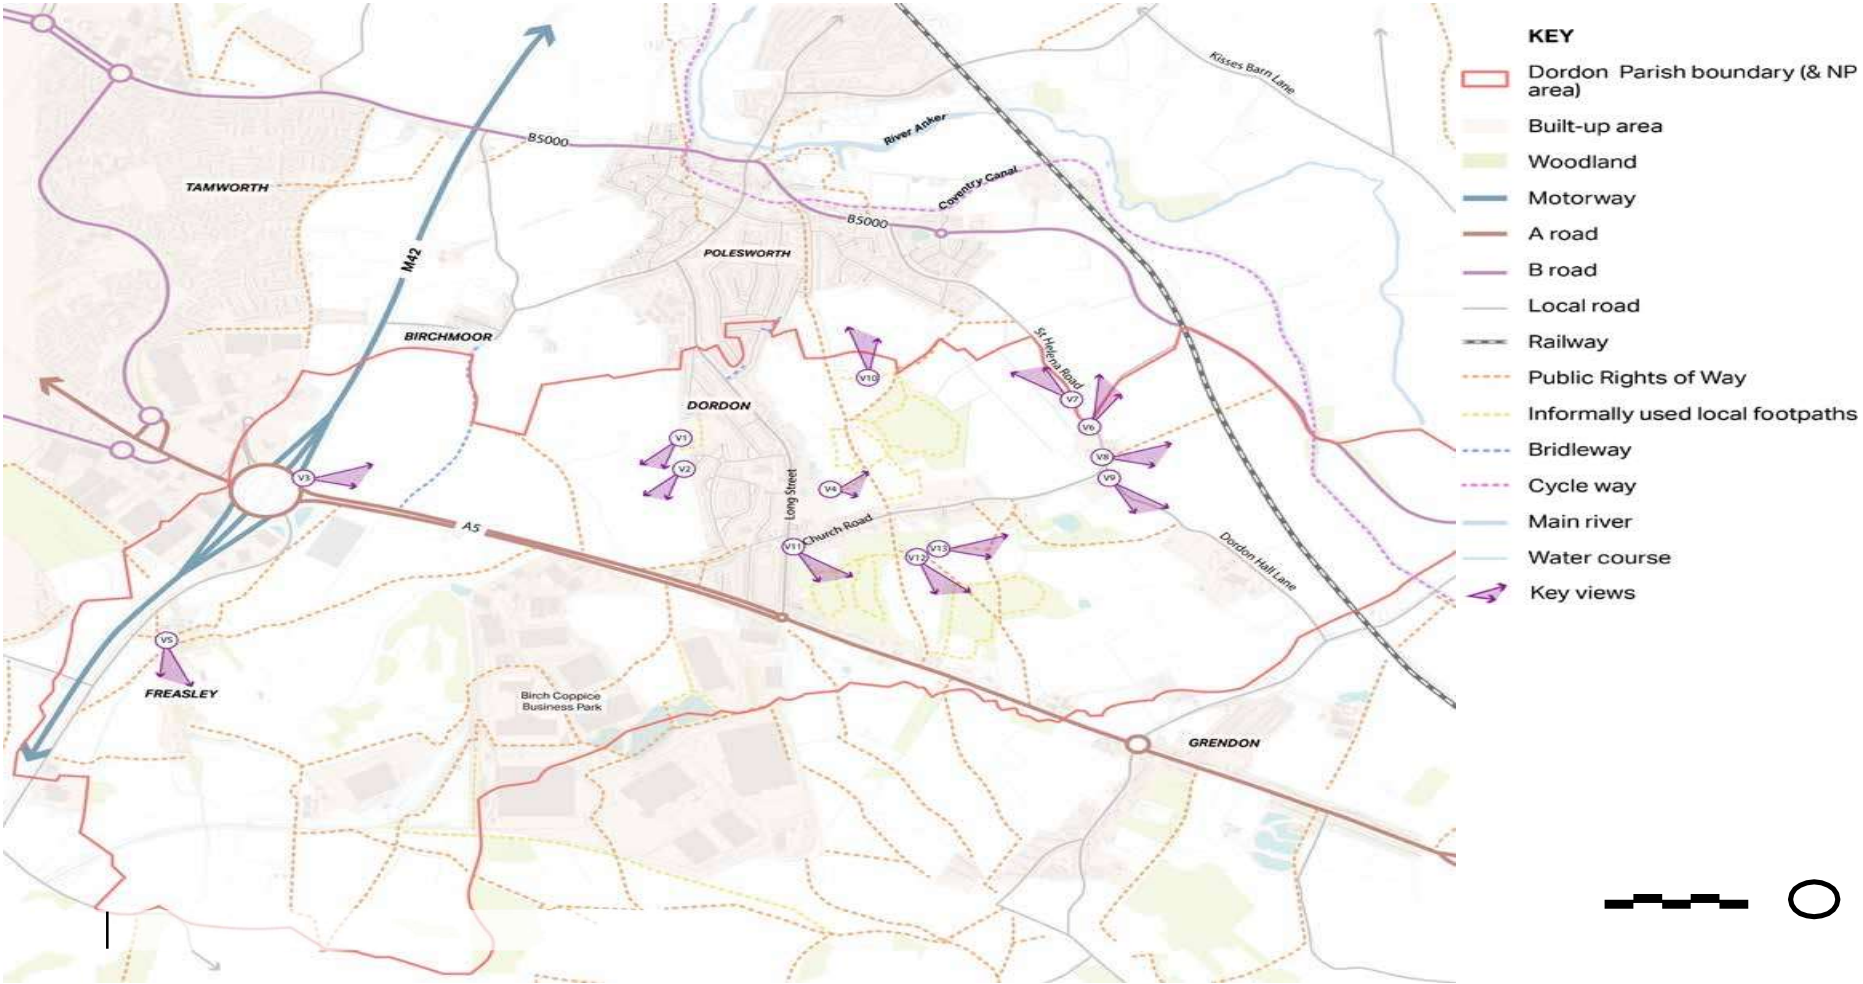 KEY
Dordon Parish boundary (& NP
area)
Built-up area
Woodland
Motorway
A road
B road
Local road
Railway
Public Rights of Way
Informally used local footpaths
Bridleway
Cycle way
Main river
Water course
Key views
Kisses Barn Lane
River Anker
B5000
TAMWORTH
Coventry Canal
B5000
M42
POLESWORTH
BIRCHMOOR
St Helena Road
V10
V7
DORDON
V6
V1
V8
V2
V3
V9
V4
Long Street
A5
Church Road
V11
V13
V12
Dordon Hall Lane
V5
FREASLEY
Birch Coppice
Business Park
GRENDON